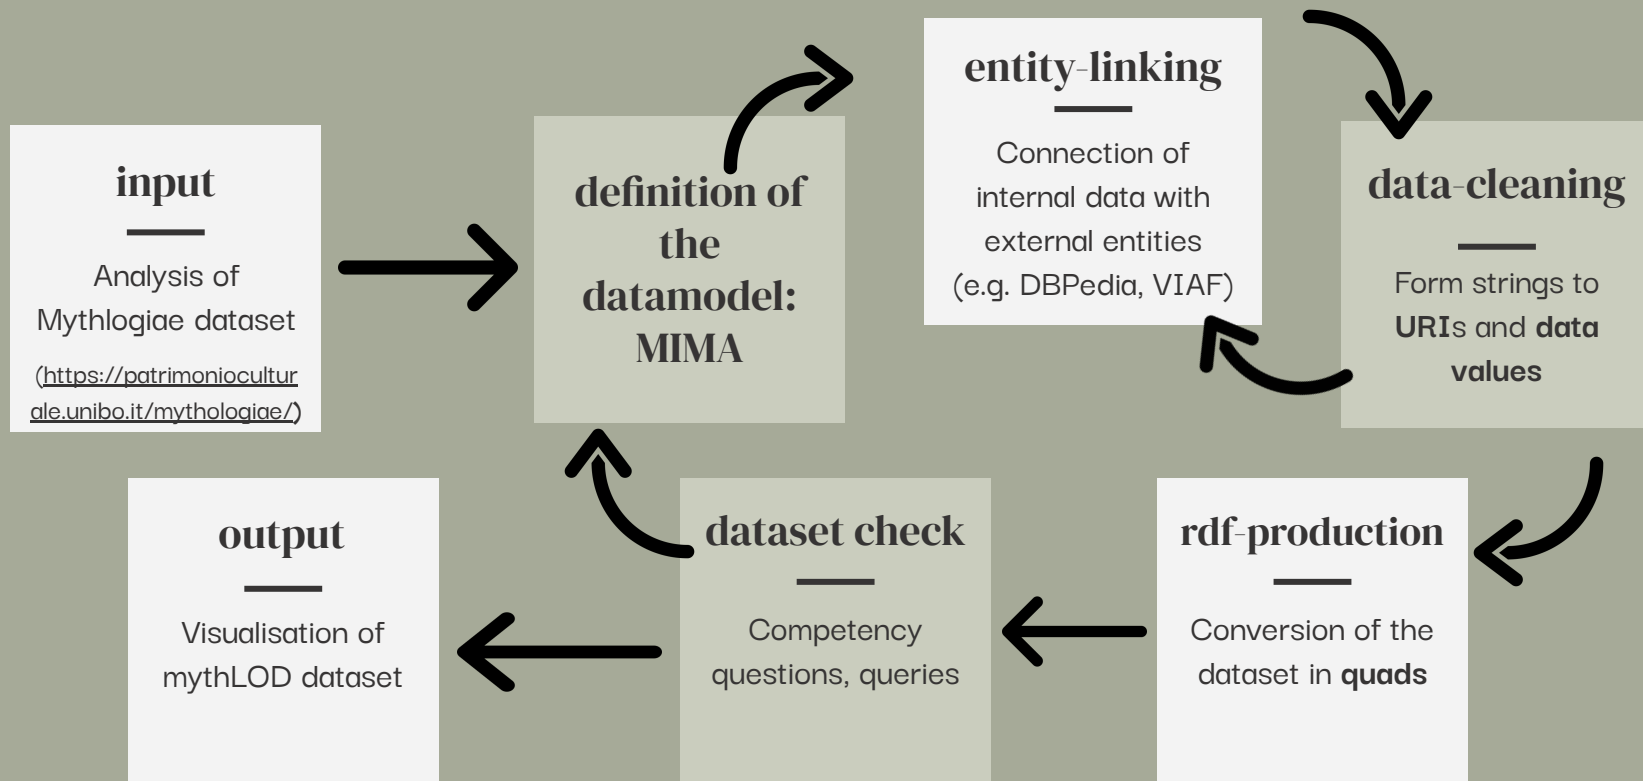 input
Analysis of
Mythlogiae dataset
(https://patrimoniocultur
ale.unibo.it/mythologiae/)
definition of
the
datamodel:
MIMA
entity-linking
Connection of
internal data with
external entities
(e.g. DBPedia, VIAF)
data-cleaning
Form strings to
URIs and data
values
output
Visualisation of
mythLOD dataset
dataset check
Competency
questions, queries
rdf-production
Conversion of the
dataset in quads